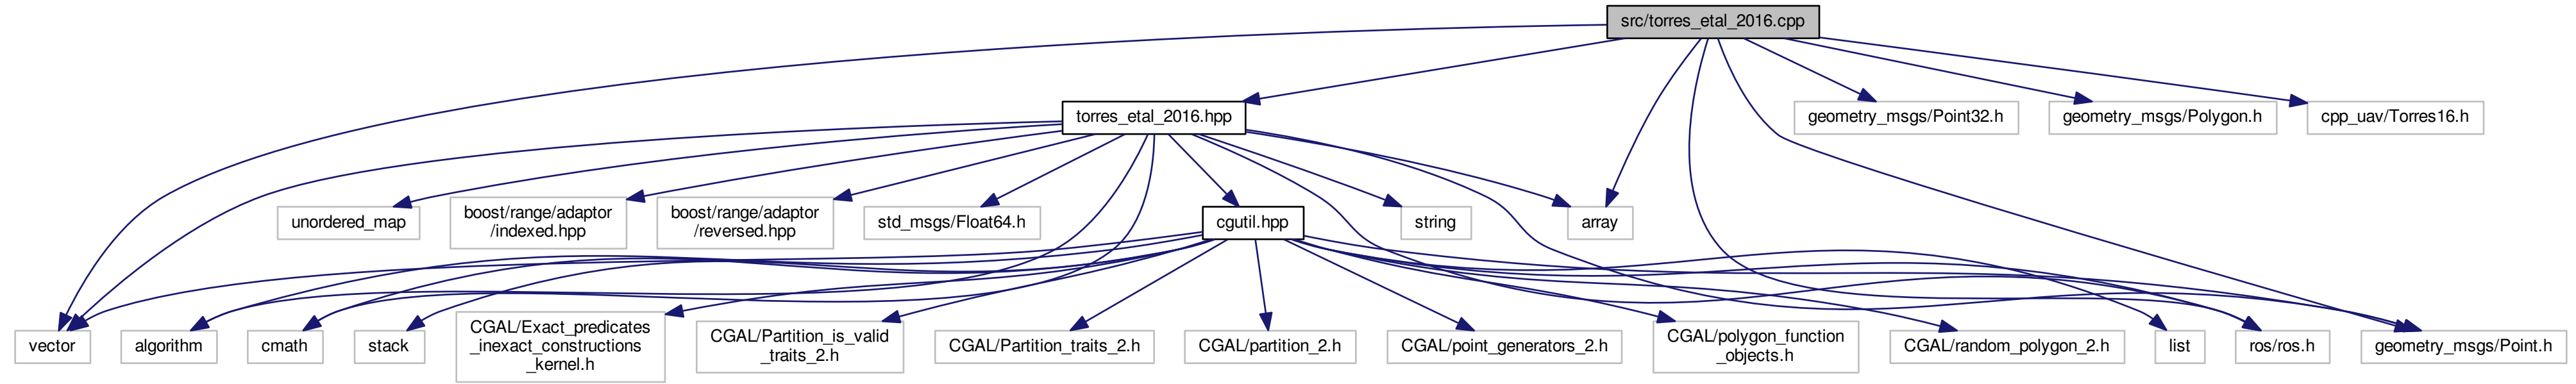 src/torres_etal_2016.cpp
torres_etal_2016.hpp
geometry_msgs/Point32.h
geometry_msgs/Polygon.h
cpp_uav/Torres16.h
unordered_map
boost/range/adaptor
/indexed.hpp
boost/range/adaptor
/reversed.hpp
std_msgs/Float64.h
cgutil.hpp
string
array
vector
algorithm
cmath
stack
CGAL/Exact_predicates
_inexact_constructions
_kernel.h
CGAL/Partition_is_valid
_traits_2.h
CGAL/Partition_traits_2.h
CGAL/partition_2.h
CGAL/point_generators_2.h
CGAL/polygon_function
_objects.h
CGAL/random_polygon_2.h
list
ros/ros.h
geometry_msgs/Point.h